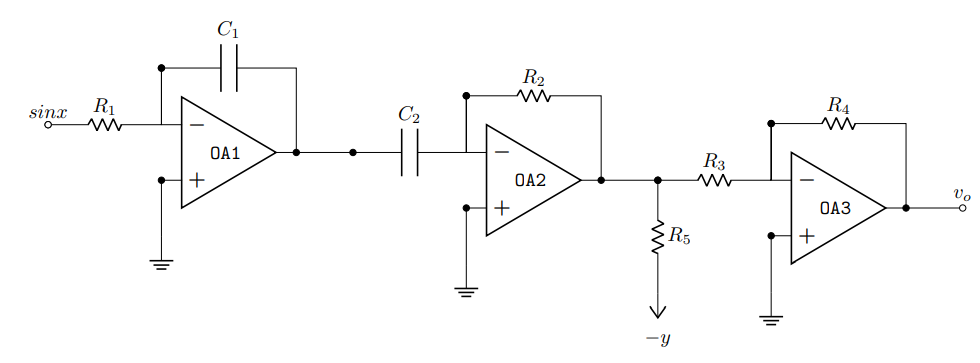 C₁
sinx
R₁
−
OA1
+
C₂
R₂
−
OA2
+
R₃
R₅
−y
R₄
−
OA3
+
vₒ